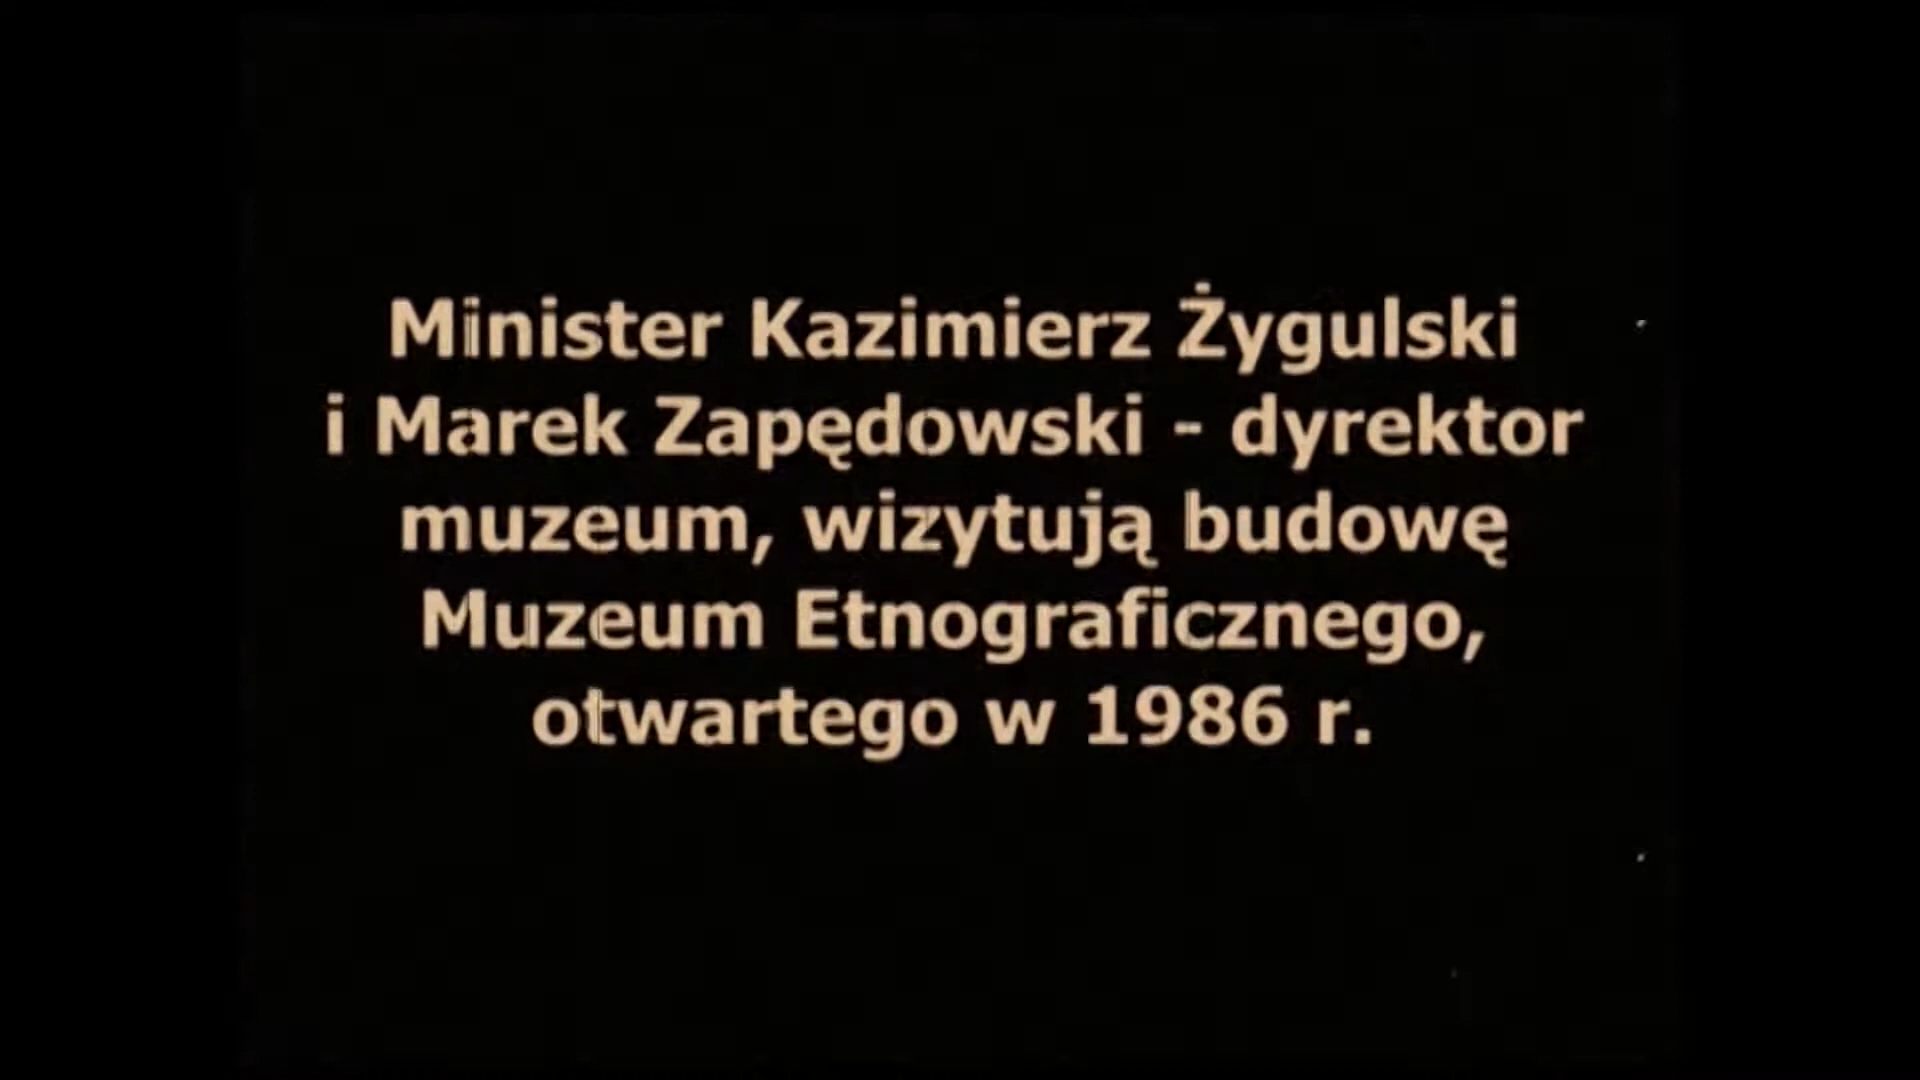 Minister Kazimierz Żygulski
i Marek Zapędowski - dyrektor
muzeum, wizytują budowę
Muzeum Etnograficznego,
otwartego w 1986 r.